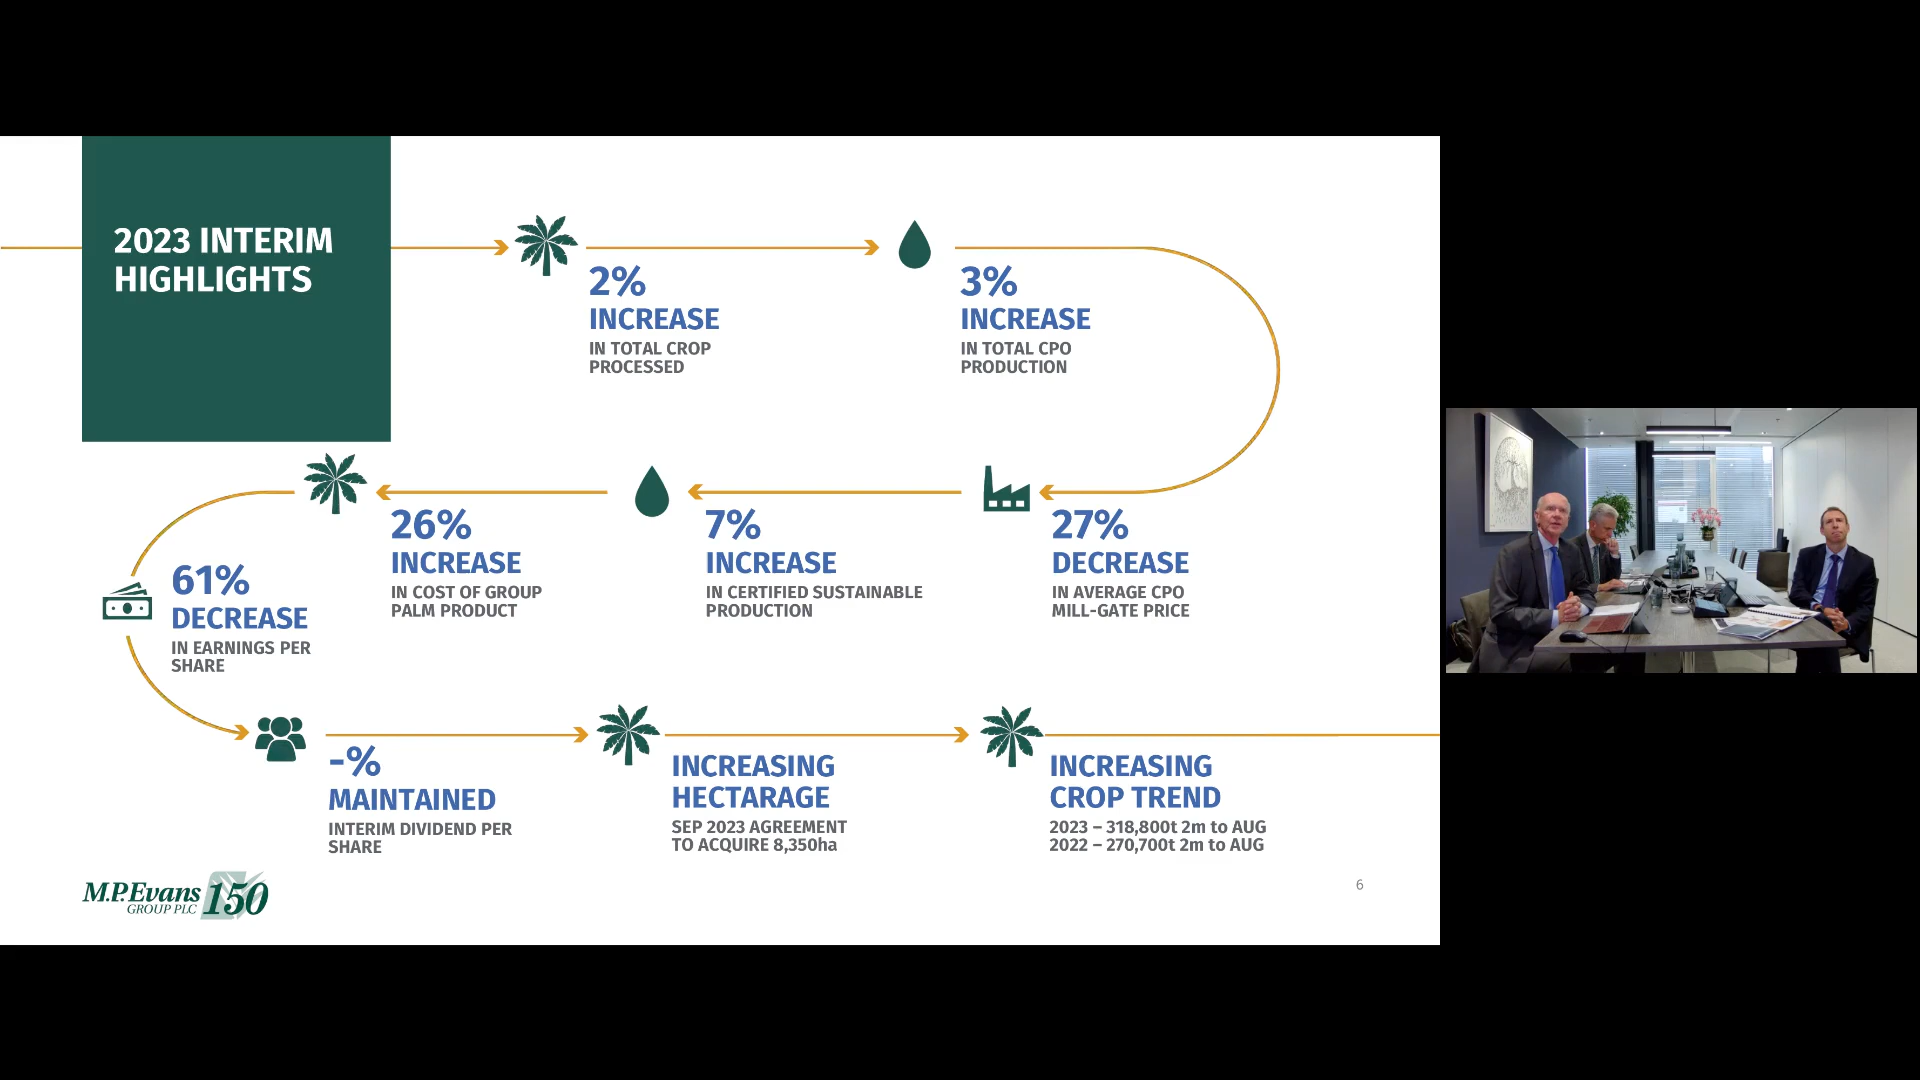 2023 INTERIM
HIGHLIGHTS
2%
INCREASE
IN TOTAL CROP
PROCESSED
3%
INCREASE
IN TOTAL CPO
PRODUCTION
27%
DECREASE
IN AVERAGE CPO
MILL-GATE PRICE
7%
INCREASE
IN CERTIFIED SUSTAINABLE
PRODUCTION
26%
INCREASE
IN COST OF GROUP
PALM PRODUCT
61%
DECREASE
IN EARNINGS PER
SHARE
-%
MAINTAINED
INTERIM DIVIDEND PER
SHARE
INCREASING
HECTARAGE
SEP 2023 AGREEMENT
TO ACQUIRE 8,350ha
INCREASING
CROP TREND
2023 – 318,800t 2m to AUG
2022 – 270,700t 2m to AUG
M.P.Evans
GROUP PLC
150
6